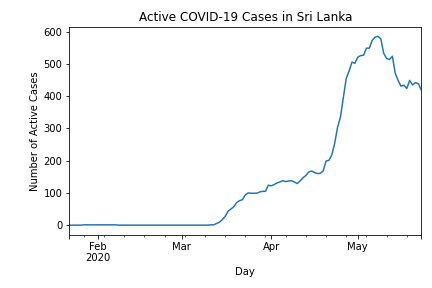 Active COVID-19 Cases in Sri Lanka
Number of Active Cases
600
500
400
300
200
100
0
Feb
2020
Mar
Apr
May
Day